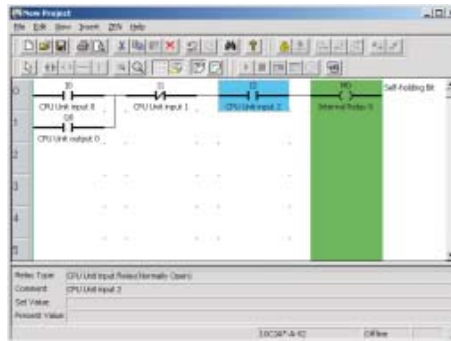 New Project
File Edit View Insert ZEN Help
0
I0
I1
I2
M0
Self-holding Bit
CPU Unit input 0
CPU Unit input 1
CPU Unit input 2
Internal Relay 0
1
Q0
CPU Unit output 0
2
3
4
5
Relay Type CPU Unit Input Relay(Normally Open)
Comment CPU Unit input 2
Set Value
Present Value
Offline